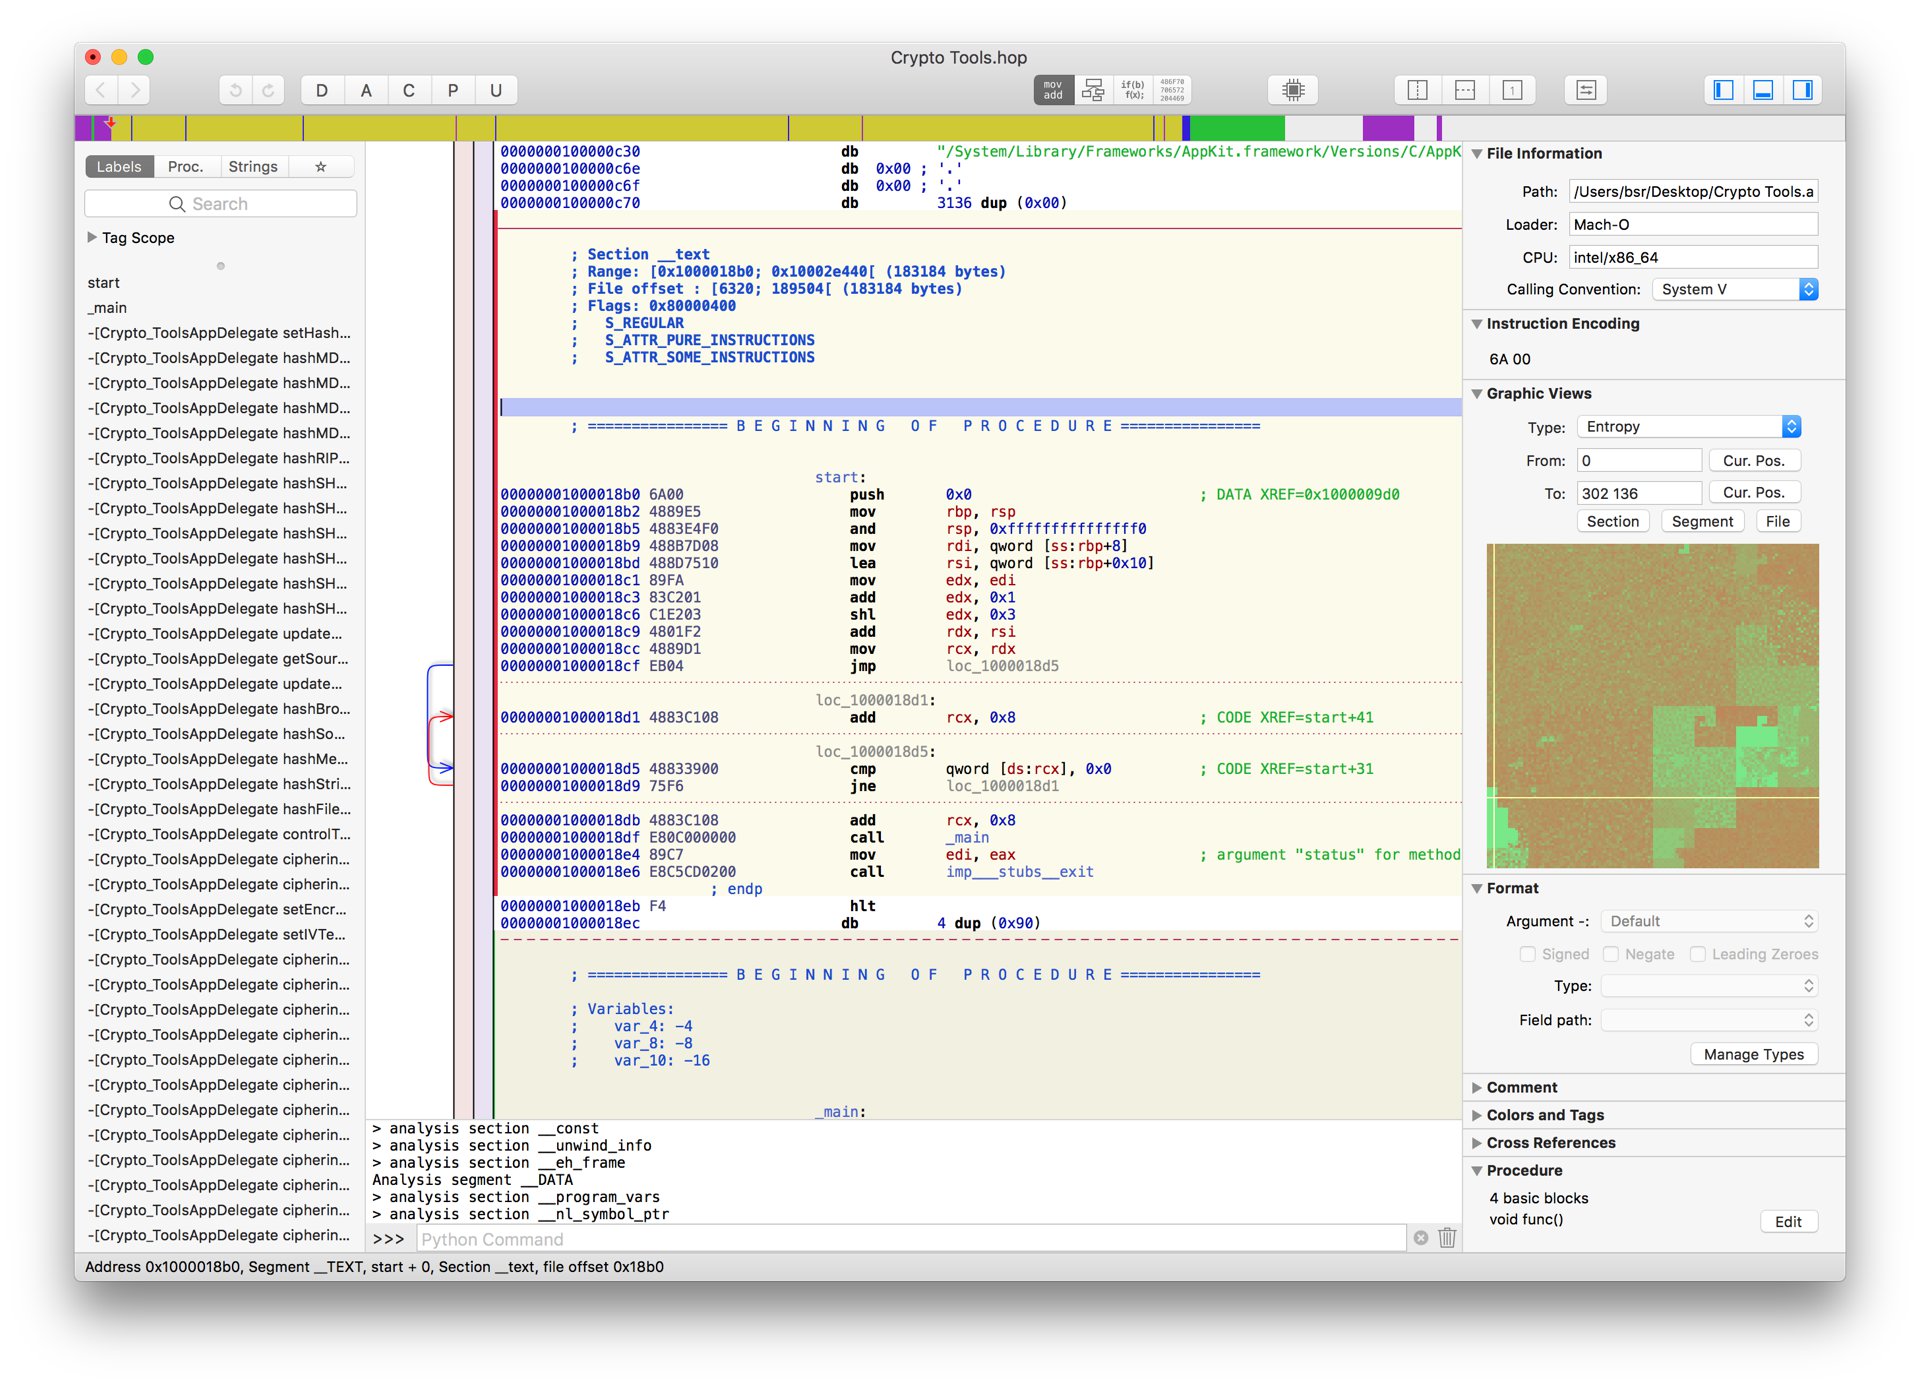 Crypto Tools.hop
D A C P U
mov add
if(b) f(x);
486F70 706572 204469
1
Labels Proc. Strings ☆
Search
Tag Scope
start
_main
-[Crypto_ToolsAppDelegate setHash...
-[Crypto_ToolsAppDelegate hashMD...
-[Crypto_ToolsAppDelegate hashMD...
-[Crypto_ToolsAppDelegate hashMD...
-[Crypto_ToolsAppDelegate hashMD...
-[Crypto_ToolsAppDelegate hashRIP...
-[Crypto_ToolsAppDelegate hashSH...
-[Crypto_ToolsAppDelegate hashSH...
-[Crypto_ToolsAppDelegate hashSH...
-[Crypto_ToolsAppDelegate hashSH...
-[Crypto_ToolsAppDelegate hashSH...
-[Crypto_ToolsAppDelegate hashSH...
-[Crypto_ToolsAppDelegate update...
-[Crypto_ToolsAppDelegate getSour...
-[Crypto_ToolsAppDelegate update...
-[Crypto_ToolsAppDelegate hashBro...
-[Crypto_ToolsAppDelegate hashSo...
-[Crypto_ToolsAppDelegate hashMe...
-[Crypto_ToolsAppDelegate hashStri...
-[Crypto_ToolsAppDelegate hashFile...
-[Crypto_ToolsAppDelegate controlT...
-[Crypto_ToolsAppDelegate cipherin...
-[Crypto_ToolsAppDelegate cipherin...
-[Crypto_ToolsAppDelegate setEncr...
-[Crypto_ToolsAppDelegate setIVTe...
-[Crypto_ToolsAppDelegate cipherin...
-[Crypto_ToolsAppDelegate cipherin...
-[Crypto_ToolsAppDelegate cipherin...
-[Crypto_ToolsAppDelegate cipherin...
-[Crypto_ToolsAppDelegate cipherin...
-[Crypto_ToolsAppDelegate cipherin...
-[Crypto_ToolsAppDelegate cipherin...
-[Crypto_ToolsAppDelegate cipherin...
-[Crypto_ToolsAppDelegate cipherin...
-[Crypto_ToolsAppDelegate cipherin...
-[Crypto_ToolsAppDelegate cipherin...
-[Crypto_ToolsAppDelegate cipherin...
0000000100000c30 db "/System/Library/Frameworks/AppKit.framework/Versions/C/AppK
0000000100000c6e db 0x00 ; '.'
0000000100000c6f db 0x00 ; '.'
0000000100000c70 db 3136 dup (0x00)
; Section __text
; Range: [0x1000018b0; 0x10002e440[ (183184 bytes)
; File offset : [6320; 189504[ (183184 bytes)
; Flags: 0x80000400
; S_REGULAR
; S_ATTR_PURE_INSTRUCTIONS
; S_ATTR_SOME_INSTRUCTIONS
; ================ B E G I N N I N G   O F   P R O C E D U R E ================
start:
00000001000018b0 6A00 push 0x0 ; DATA XREF=0x1000009d0
00000001000018b2 4889E5 mov rbp, rsp
00000001000018b5 4883E4F0 and rsp, 0xfffffffffffffff0
00000001000018b9 488B7D08 mov rdi, qword [ss:rbp+8]
00000001000018bd 488D7510 lea rsi, qword [ss:rbp+0x10]
00000001000018c1 89FA mov edx, edi
00000001000018c3 83C201 add edx, 0x1
00000001000018c6 C1E203 shl edx, 0x3
00000001000018c9 4801F2 add rdx, rsi
00000001000018cc 4889D1 mov rcx, rdx
00000001000018cf EB04 jmp loc_1000018d5
loc_1000018d1:
00000001000018d1 4883C108 add rcx, 0x8 ; CODE XREF=start+41
loc_1000018d5:
00000001000018d5 48833900 cmp qword [ds:rcx], 0x0 ; CODE XREF=start+31
00000001000018d9 75F6 jne loc_1000018d1
00000001000018db 4883C108 add rcx, 0x8
00000001000018df E80C000000 call _main
00000001000018e4 89C7 mov edi, eax ; argument "status" for method
00000001000018e6 E8C5CD0200 call imp___stubs__exit
; endp
00000001000018eb F4 hlt
00000001000018ec db 4 dup (0x90)
; ================ B E G I N N I N G   O F   P R O C E D U R E ================
; Variables:
; var_4: -4
; var_8: -8
; var_10: -16
_main:
> analysis section __const
> analysis section __unwind_info
> analysis section __eh_frame
Analysis segment __DATA
> analysis section __program_vars
> analysis section __nl_symbol_ptr
>>> Python Command
File Information
Path: /Users/bsr/Desktop/Crypto Tools.a
Loader: Mach-O
CPU: intel/x86_64
Calling Convention: System V
Instruction Encoding
6A 00
Graphic Views
Type: Entropy
From: 0 Cur. Pos.
To: 302 136 Cur. Pos.
Section Segment File
Format
Argument -: Default
Signed Negate Leading Zeroes
Type:
Field path:
Manage Types
Comment
Colors and Tags
Cross References
Procedure
4 basic blocks
void func()
Edit
Address 0x1000018b0, Segment __TEXT, start + 0, Section __text, file offset 0x18b0